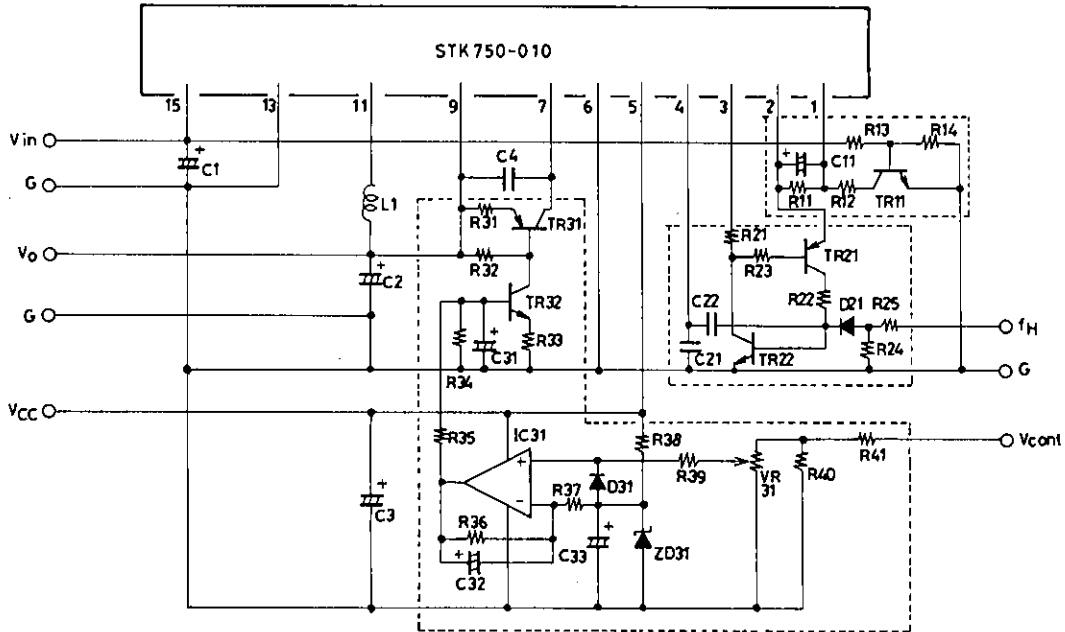 STK750-010
15 13 11 9 7 6 5 4 3 2 1
Vin
R13 R14
C1
C4
C11
G
L1
R11 R12 TR11
R31
TR31
R21
Vo
R32
R23
TR21
C2
R22
TR32
C22
D21 R25
G
fH
R33
C31
C21
TR22
R24
R34
G
Vcc
R35
IC31
R38
Vcont
+
R41
D31
R39
VR
31
R40
-
R37
C3
R36
C33
ZD31
C32